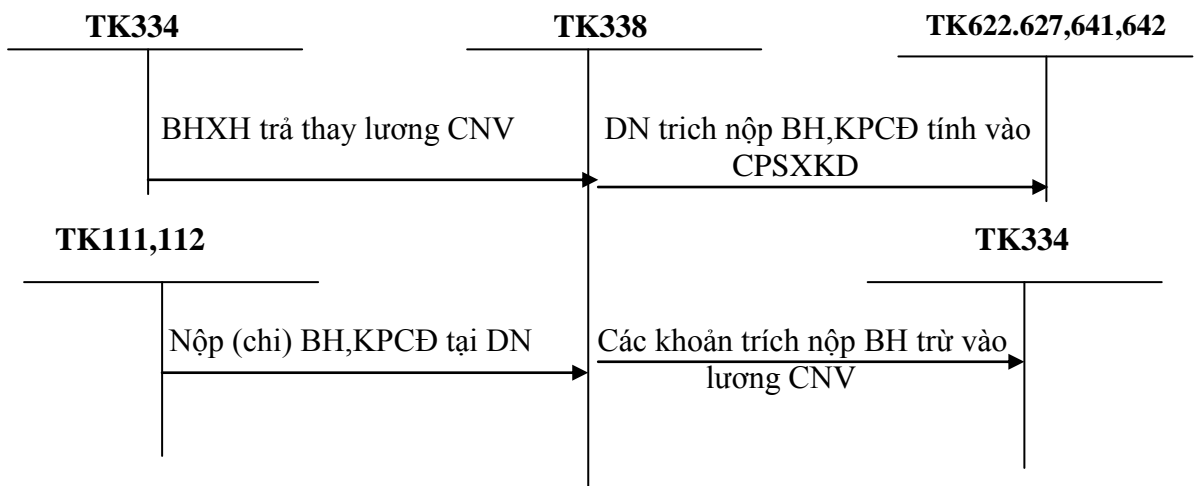 TK334
TK338
TK622.627,641,642
BHXH trả thay lương CNV
DN trich nộp BH,KPCĐ tính vào
CPSXKD
TK111,112
TK334
Nộp (chi) BH,KPCĐ tại DN
Các khoản trích nộp BH trừ vào
lương CNV